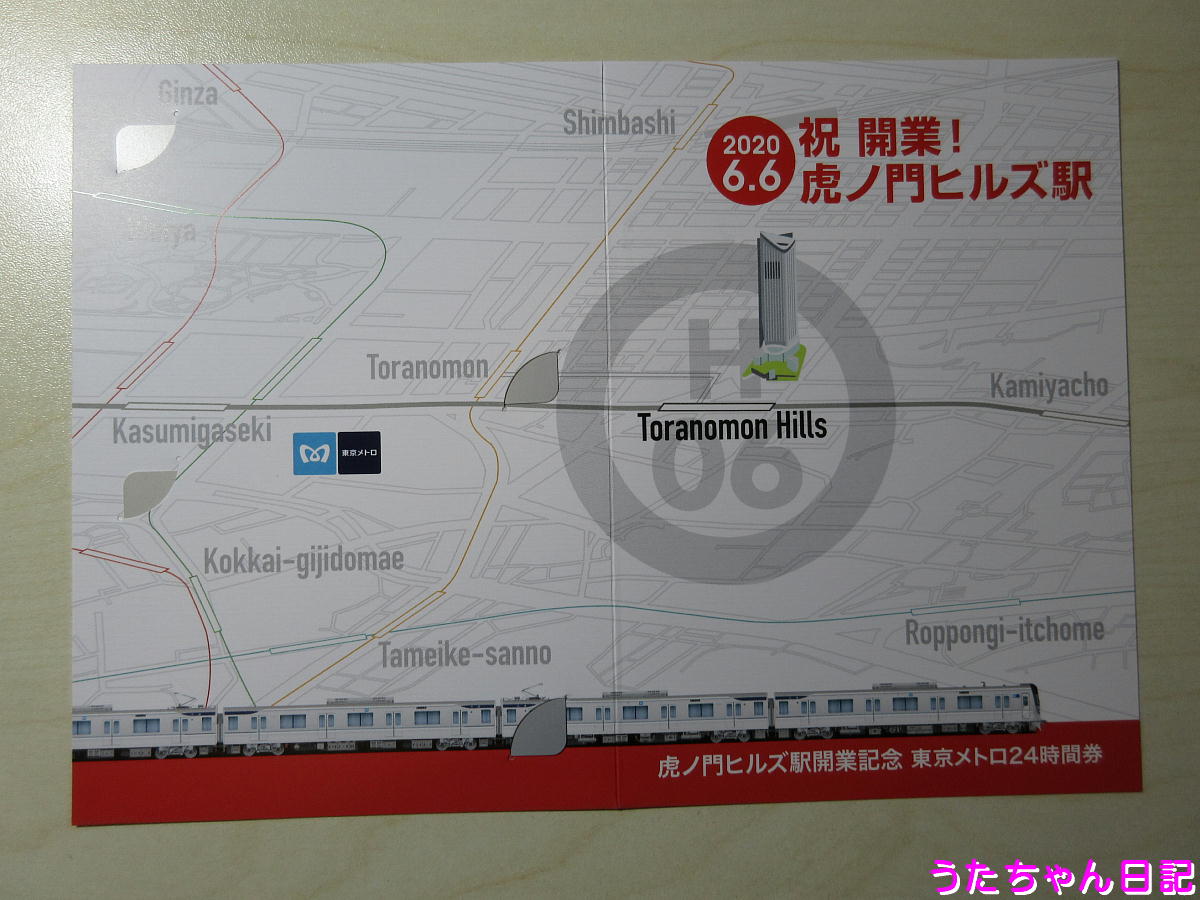 Ginza
Shimbashi
2020
6.6
祝 開業!
虎ノ門ヒルズ駅
Toranomon
Kamiyacho
H
06
Toranomon Hills
Kasumigaseki
東京メトロ
Kokkai-gijidomae
Roppongi-itchome
Tameike-sanno
虎ノ門ヒルズ駅開業記念 東京メトロ24時間券
うたちゃん日記